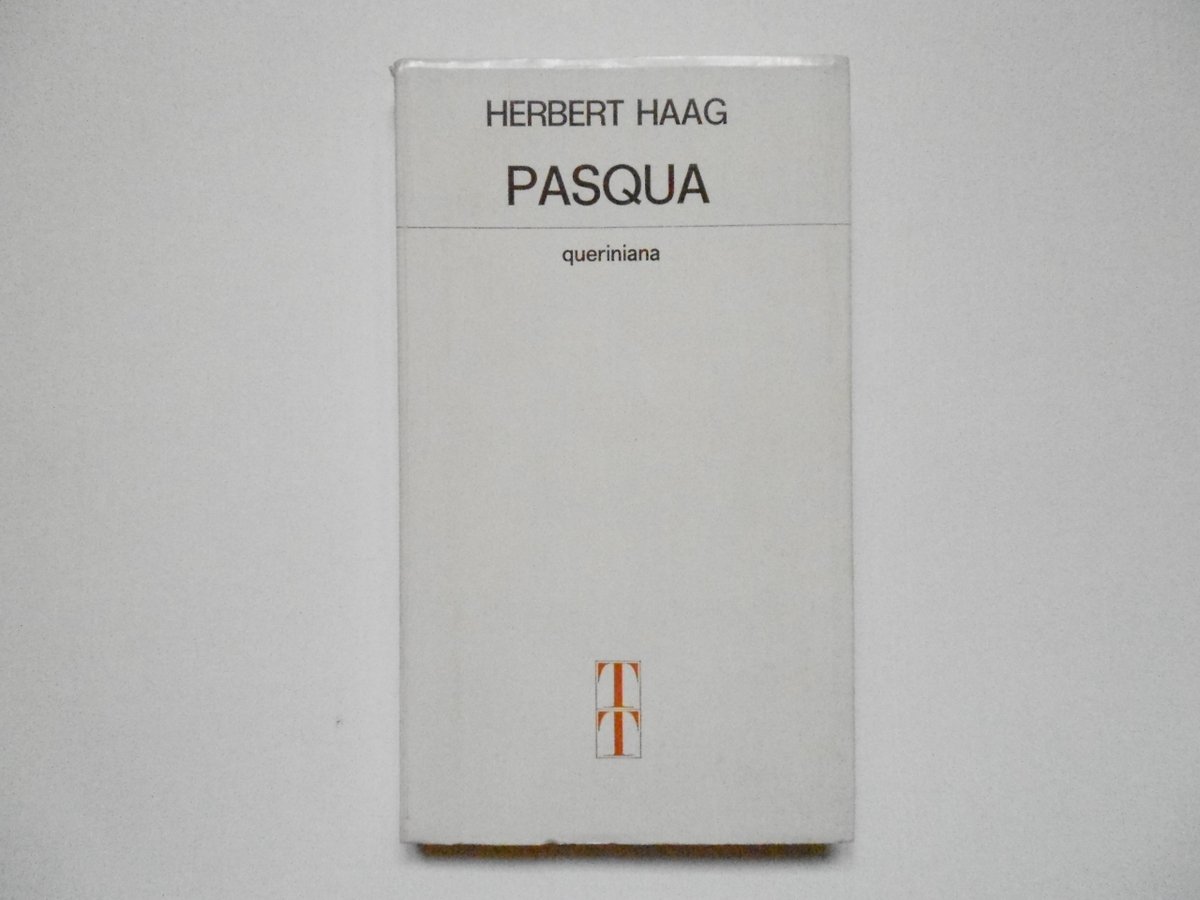 HERBERT HAAG
PASQUA
queriniana
T
T